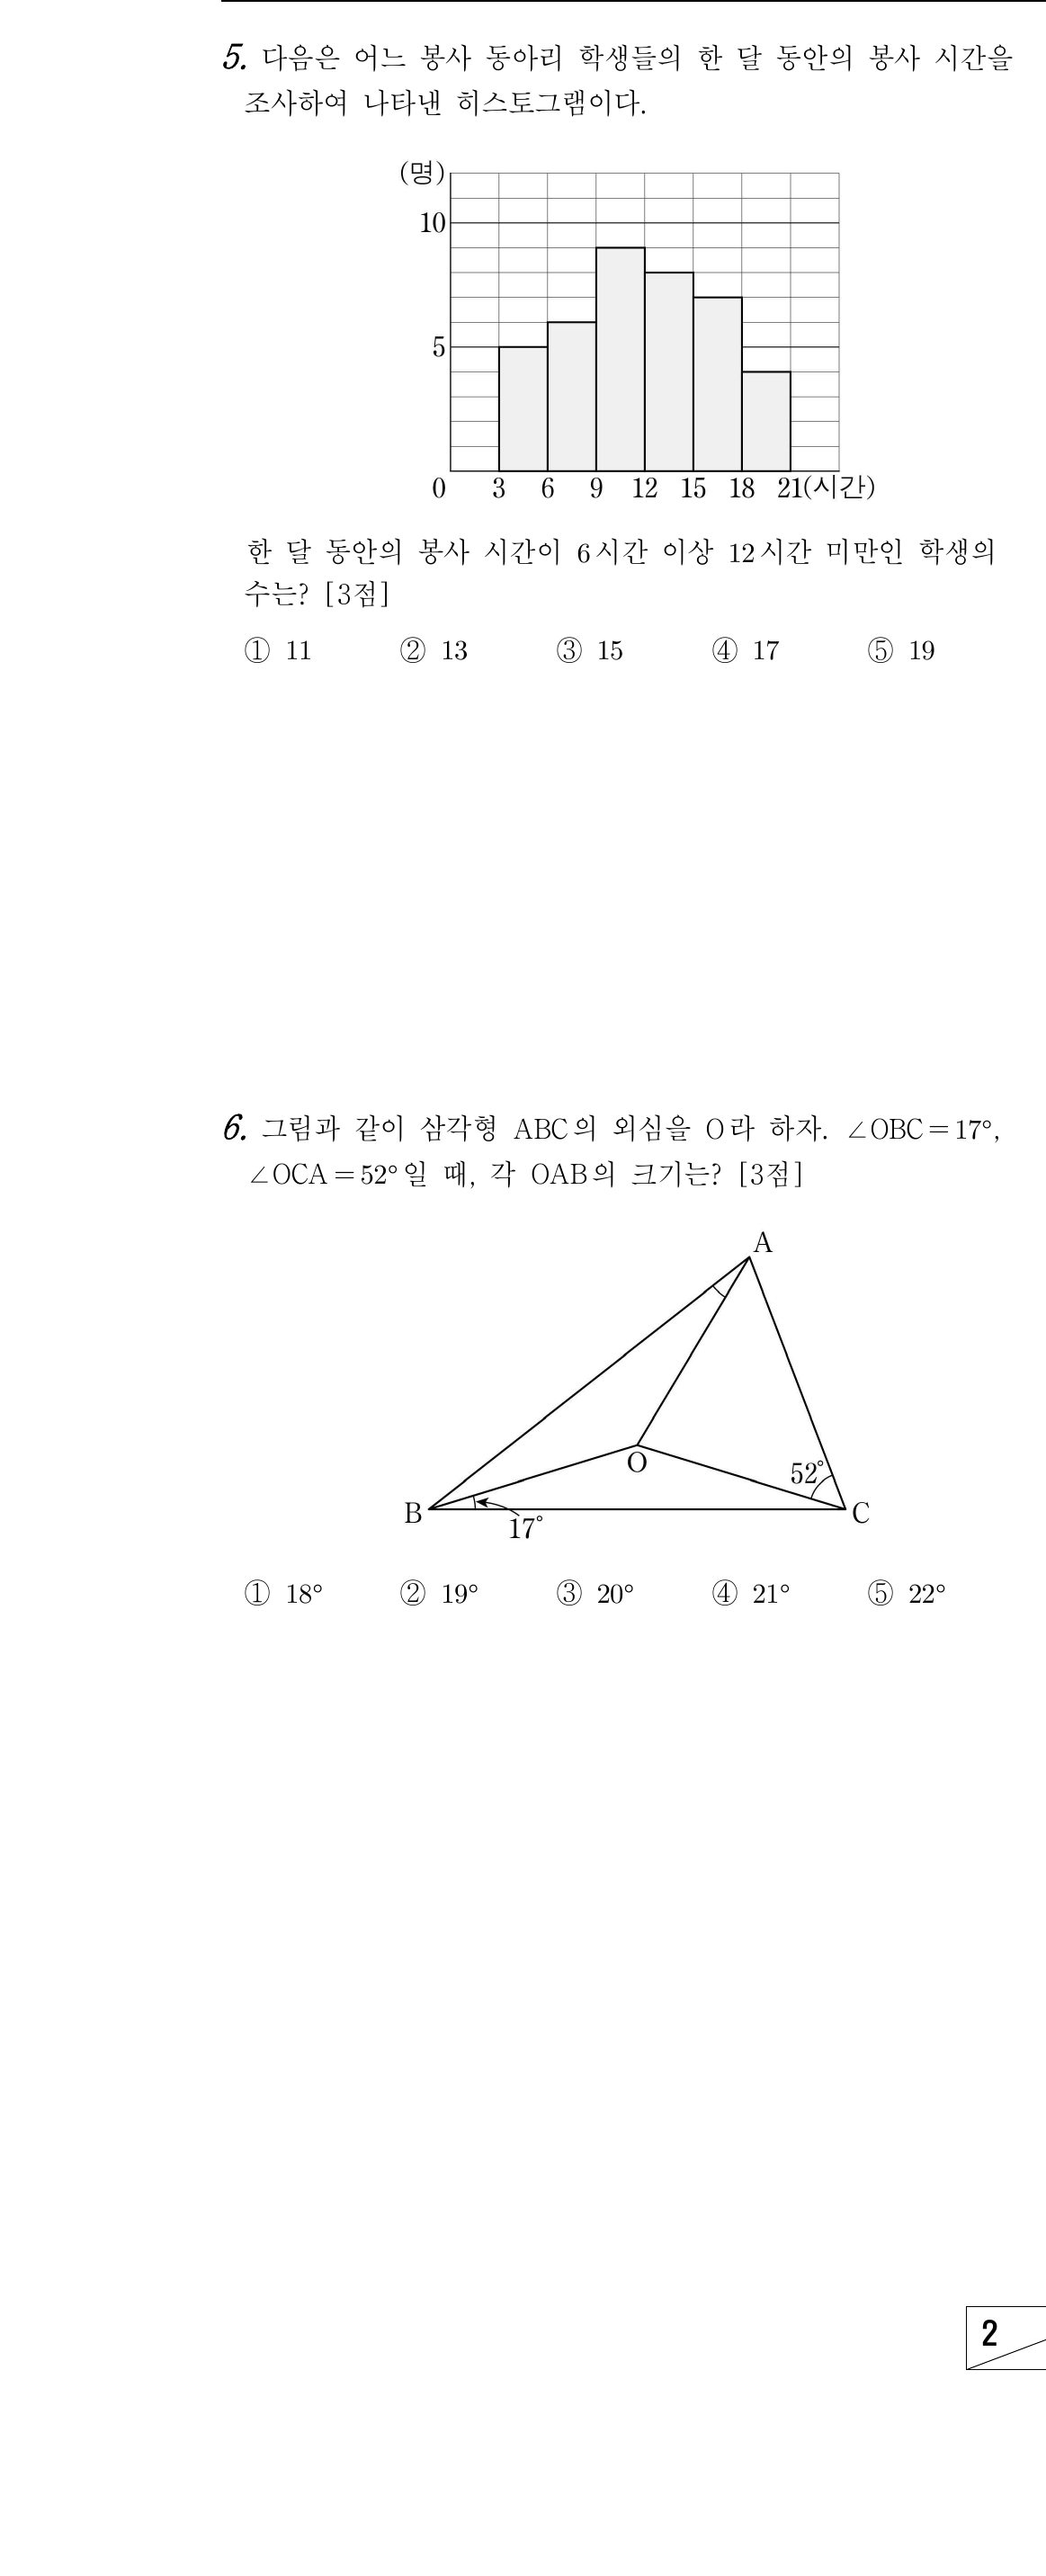 5. 다음은 어느 봉사 동아리 학생들의 한 달 동안의 봉사 시간을
조사하여 나타낸 히스토그램이다.
(명)
10
5
0 3 6 9 12 15 18 21(시간)
한 달 동안의 봉사 시간이 6시간 이상 12시간 미만인 학생의
수는? [3점]
① 11 ② 13 ③ 15 ④ 17 ⑤ 19
6. 그림과 같이 삼각형 ABC의 외심을 O라 하자. ∠OBC=17°,
∠OCA=52°일 때, 각 OAB의 크기는? [3점]
A
O
52°
B
C
17°
① 18° ② 19° ③ 20° ④ 21° ⑤ 22°
2